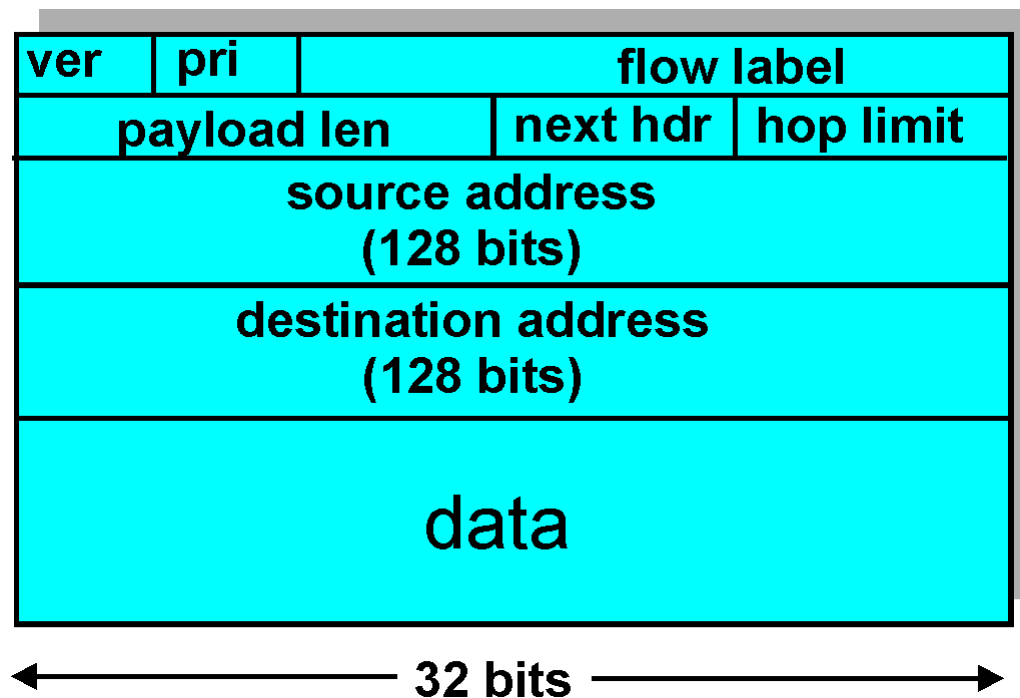 ver pri flow label
payload len next hdr hop limit
source address
(128 bits)
destination address
(128 bits)
data
32 bits